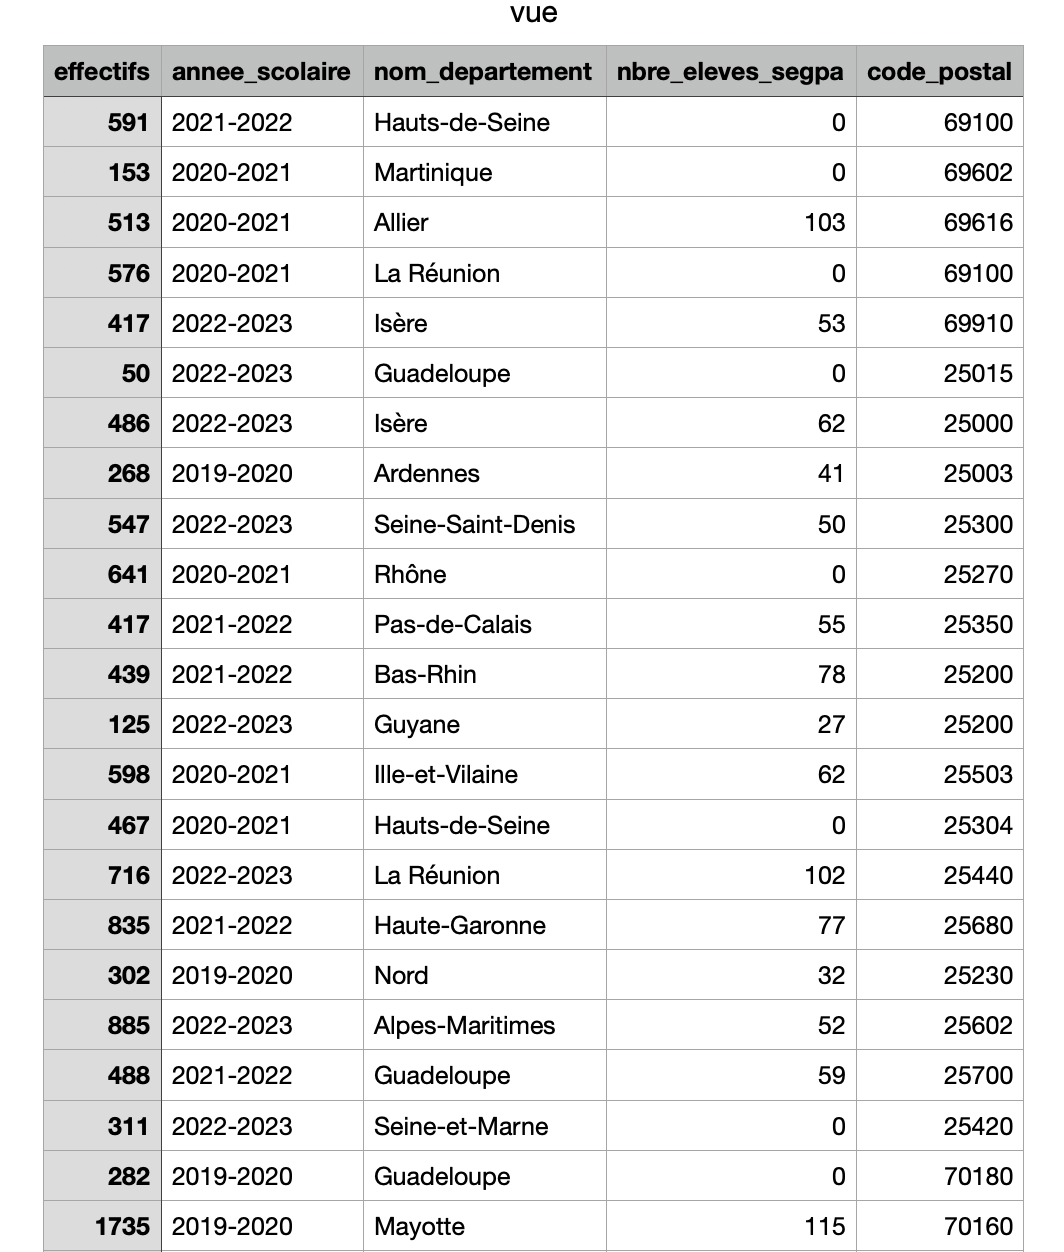 vue
effectifs annee_scolaire nom_departement nbre_eleves_segpa code_postal
591 2021-2022 Hauts-de-Seine 0 69100
153 2020-2021 Martinique 0 69602
513 2020-2021 Allier 103 69616
576 2020-2021 La Réunion 0 69100
417 2022-2023 Isère 53 69910
50 2022-2023 Guadeloupe 0 25015
486 2022-2023 Isère 62 25000
268 2019-2020 Ardennes 41 25003
547 2022-2023 Seine-Saint-Denis 50 25300
641 2020-2021 Rhône 0 25270
417 2021-2022 Pas-de-Calais 55 25350
439 2021-2022 Bas-Rhin 78 25200
125 2022-2023 Guyane 27 25200
598 2020-2021 Ille-et-Vilaine 62 25503
467 2020-2021 Hauts-de-Seine 0 25304
716 2022-2023 La Réunion 102 25440
835 2021-2022 Haute-Garonne 77 25680
302 2019-2020 Nord 32 25230
885 2022-2023 Alpes-Maritimes 52 25602
488 2021-2022 Guadeloupe 59 25700
311 2022-2023 Seine-et-Marne 0 25420
282 2019-2020 Guadeloupe 0 70180
1735 2019-2020 Mayotte 115 70160